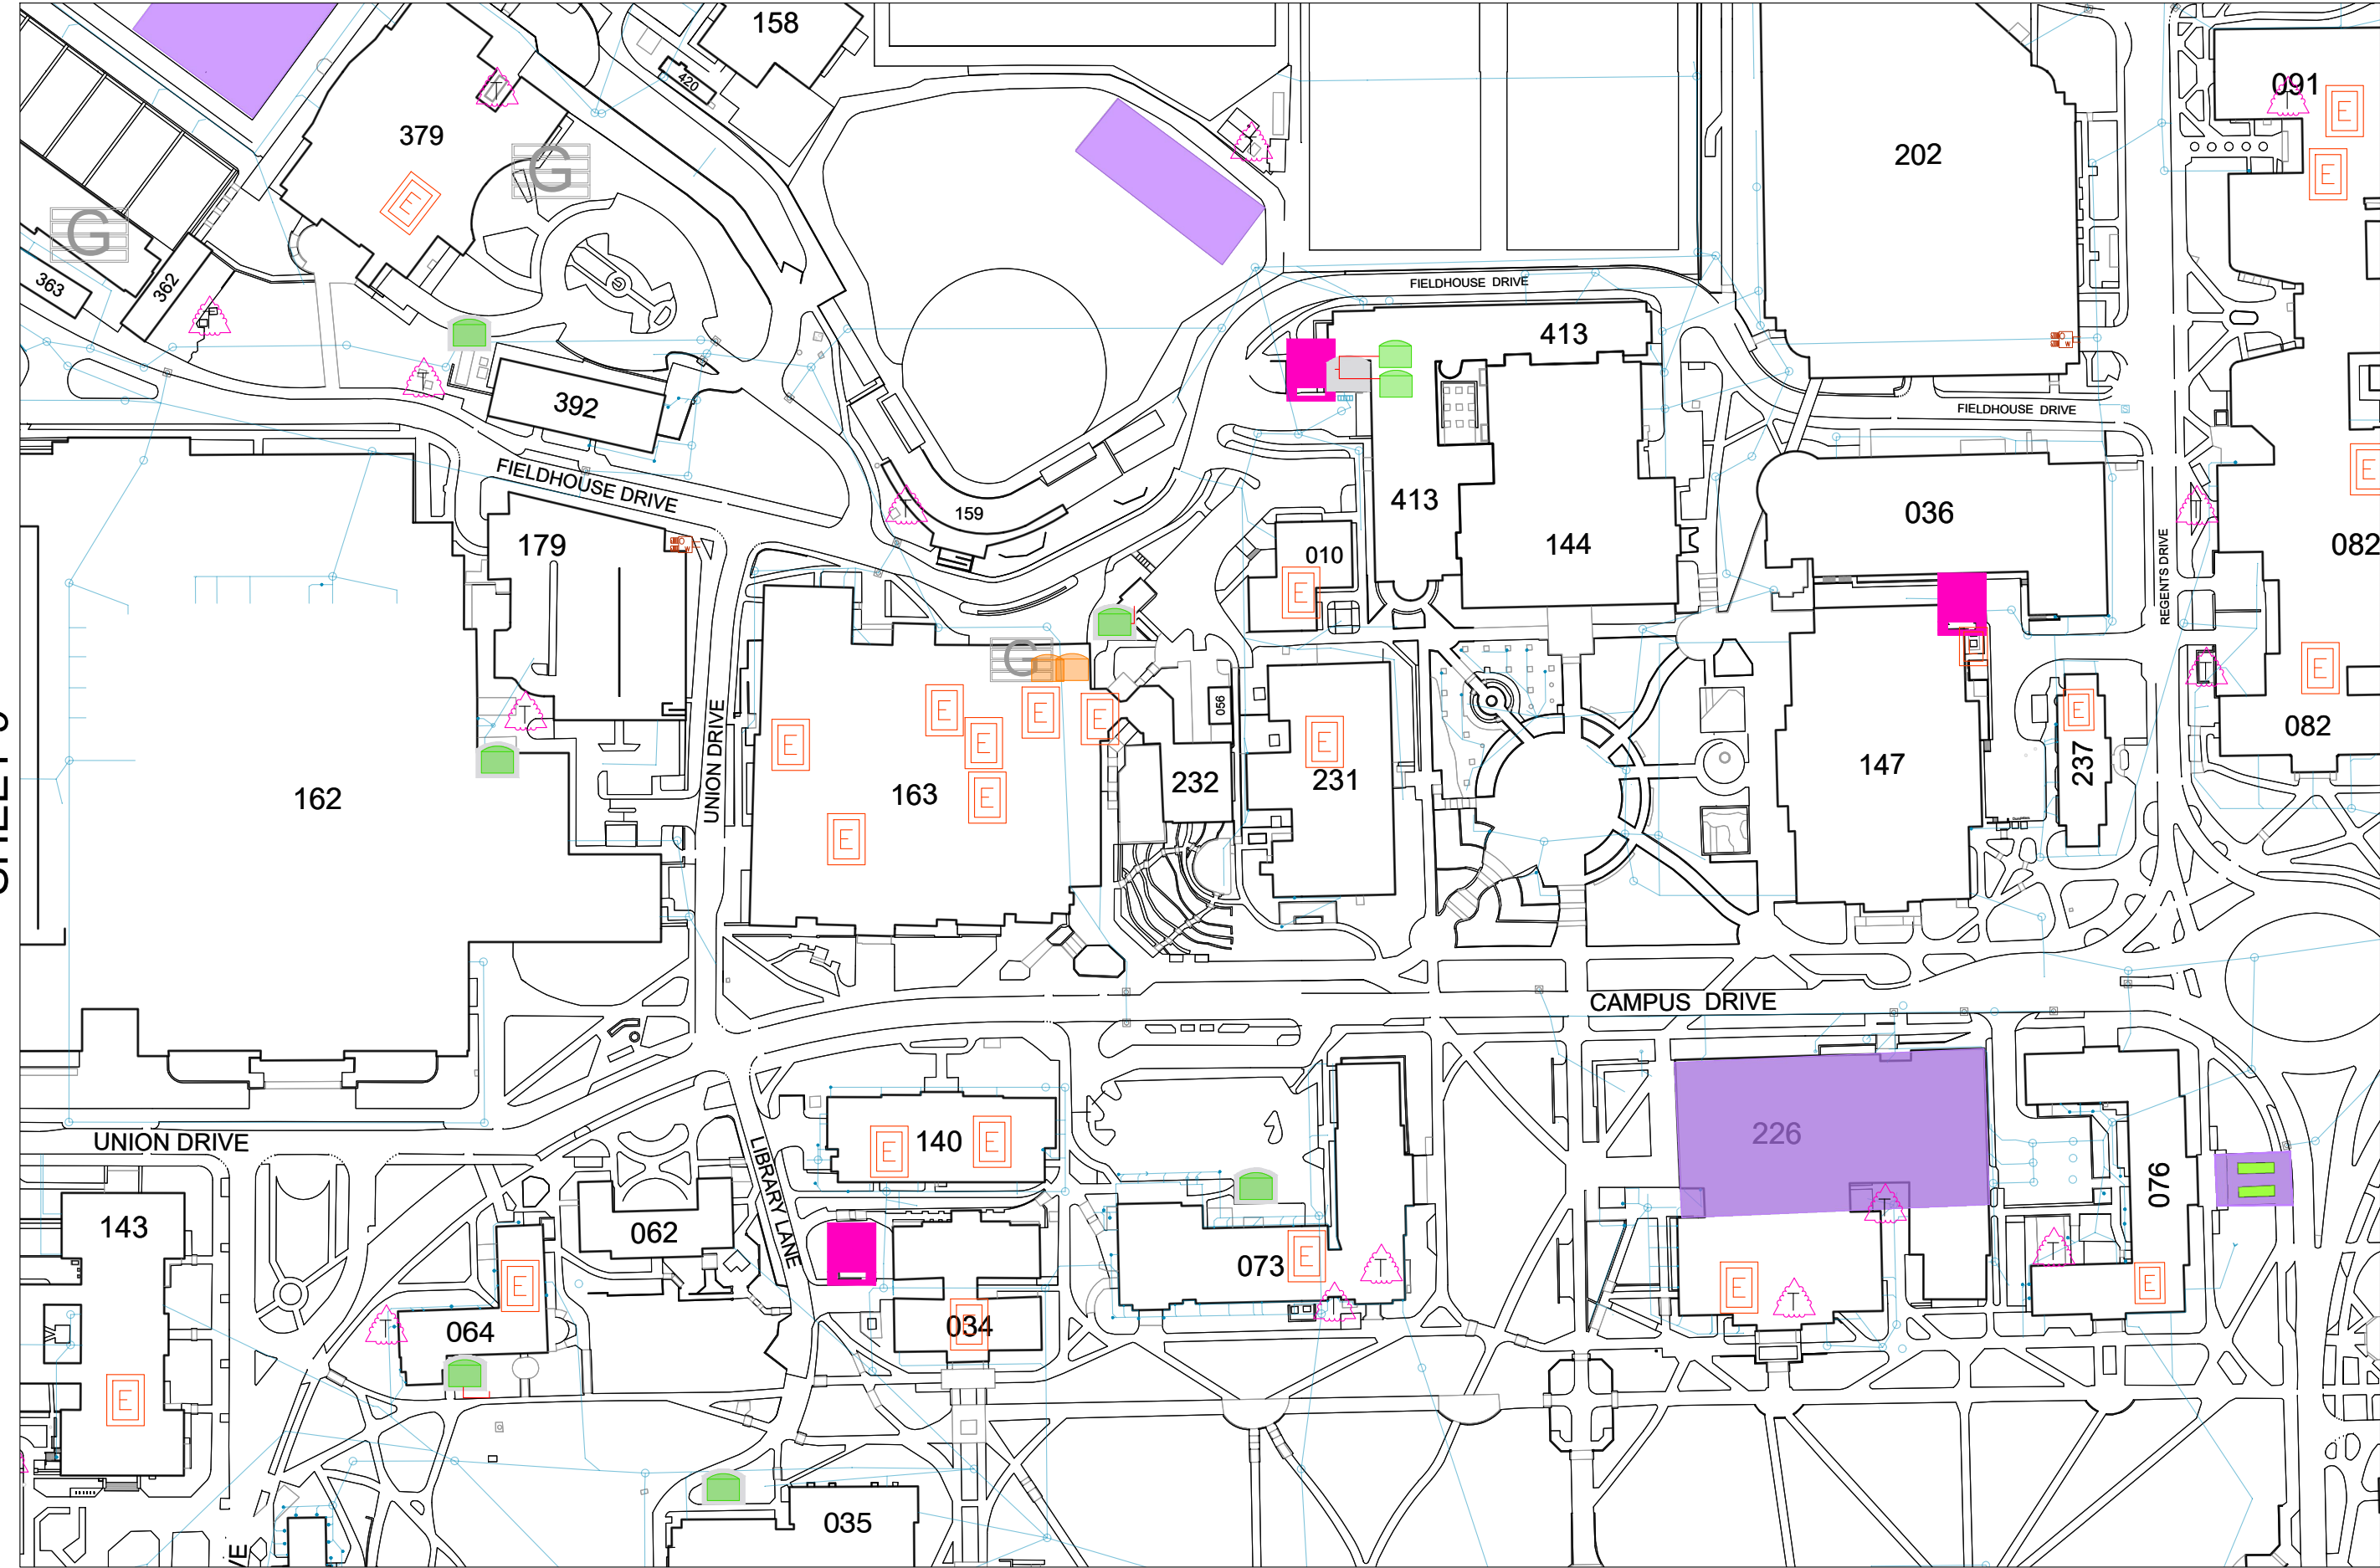 158
420
091
T
E
T
379
T
202
G
E
E
G
363
362
T
FIELDHOUSE DRIVE
413
T
392
FIELDHOUSE DRIVE
E
FIELDHOUSE DRIVE
413
T
159
036
T
179
144
010
082
REGENTS DRIVE
E
G
E
T
T
056
E
E
E
E
082
UNION DRIVE
E
E
E
147
237
232
231
162
163
E
E
CAMPUS DRIVE
226
UNION DRIVE
LIBRARY LANE
E
140
E
076
T
143
062
T
E
073
T
E
E
E
T
T
T
064
034
E
E
035
VE